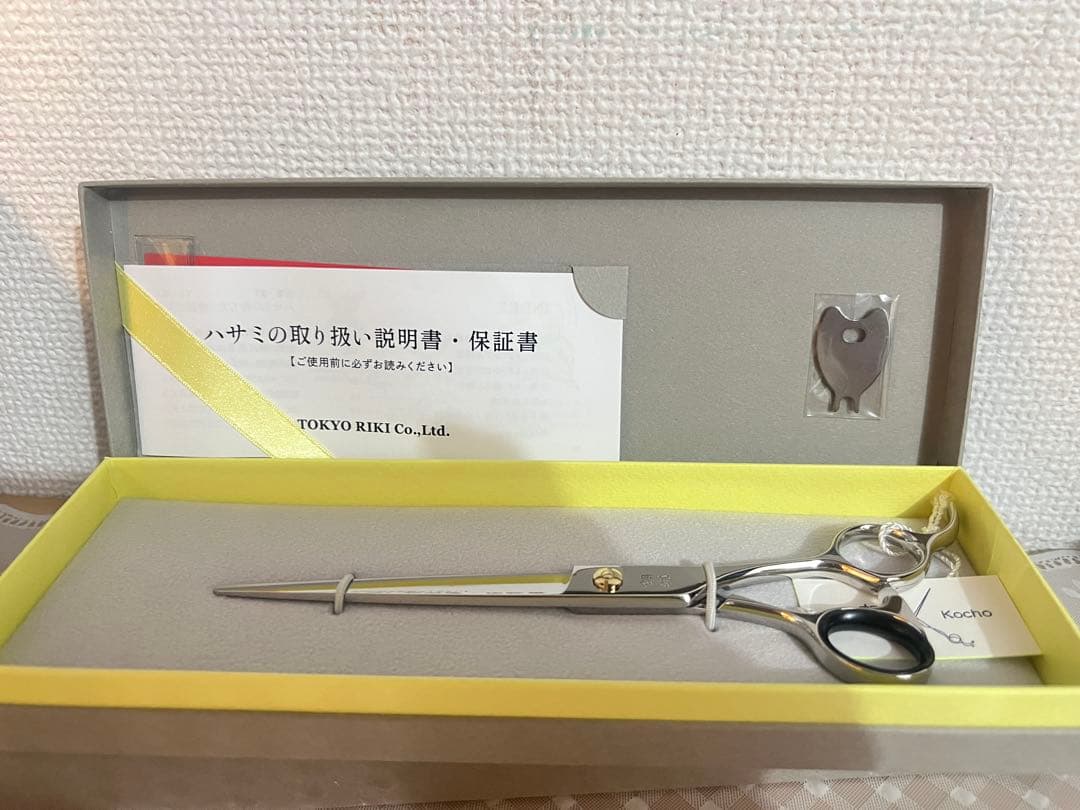 ハサミの取り扱い説明書・保証書
【ご使用前に必ずお読みください】
TOKYO RIKI Co.,Ltd.
Kocho